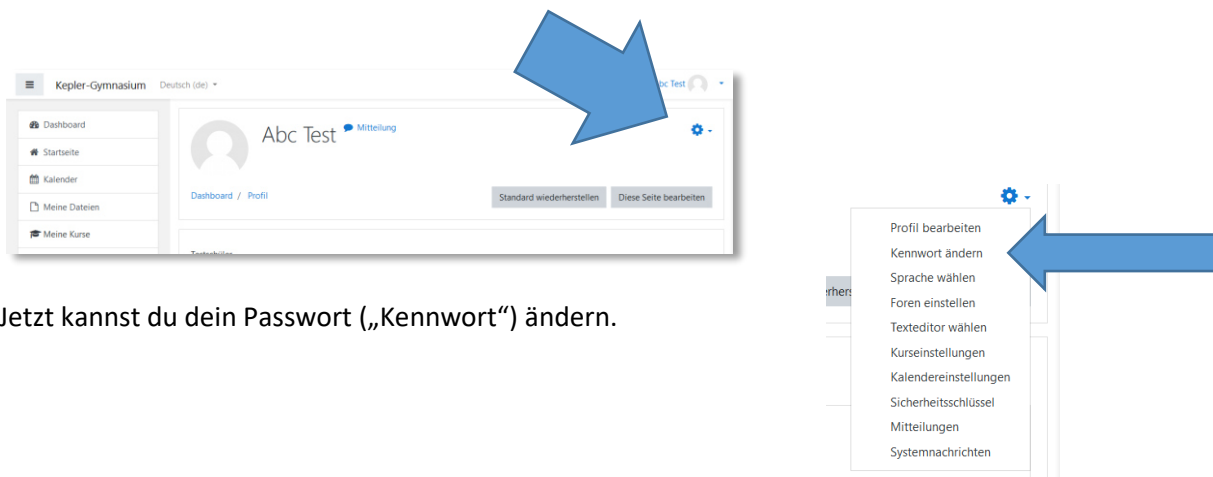 Kepler-Gymnasium Deutsch (de)
bc Test
Dashboard
Startseite
Kalender
Meine Dateien
Meine Kurse
Abc Test Mitteilung
Dashboard / Profil
Standard wiederherstellen Diese Seite bearbeiten
Jetzt kannst du dein Passwort („Kennwort“) ändern.
Profil bearbeiten
Kennwort ändern
Sprache wählen
Foren einstellen
Texteditor wählen
Kurseinstellungen
Kalendereinstellungen
Sicherheitsschlüssel
Mitteilungen
Systemnachrichten